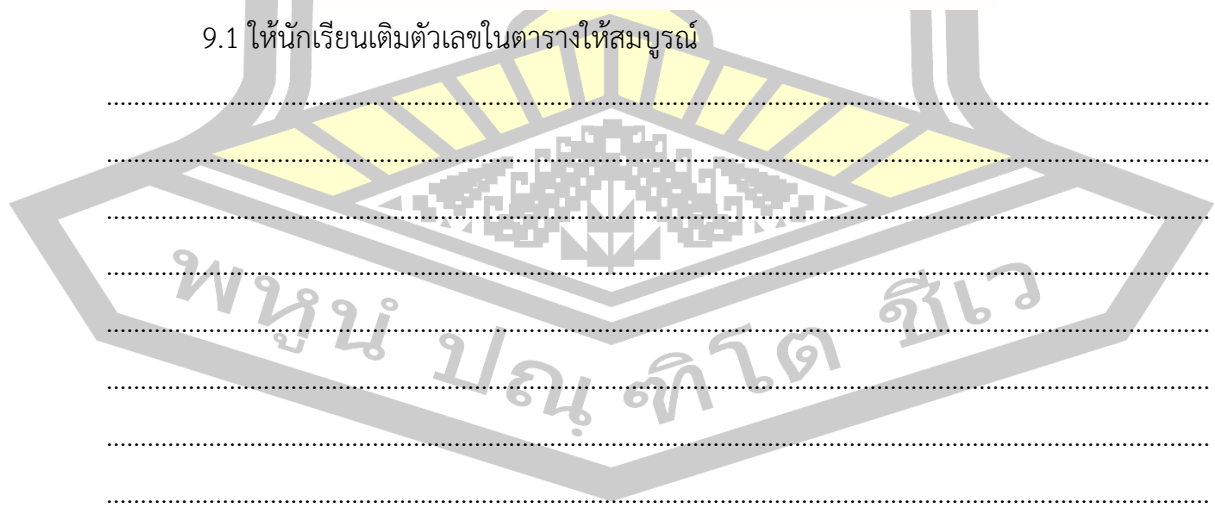 9.1 ให้นักเรียนเติมตัวเลขในตารางให้สมบูรณ์
พหูนํ ปณฺฑิโต ชีเว